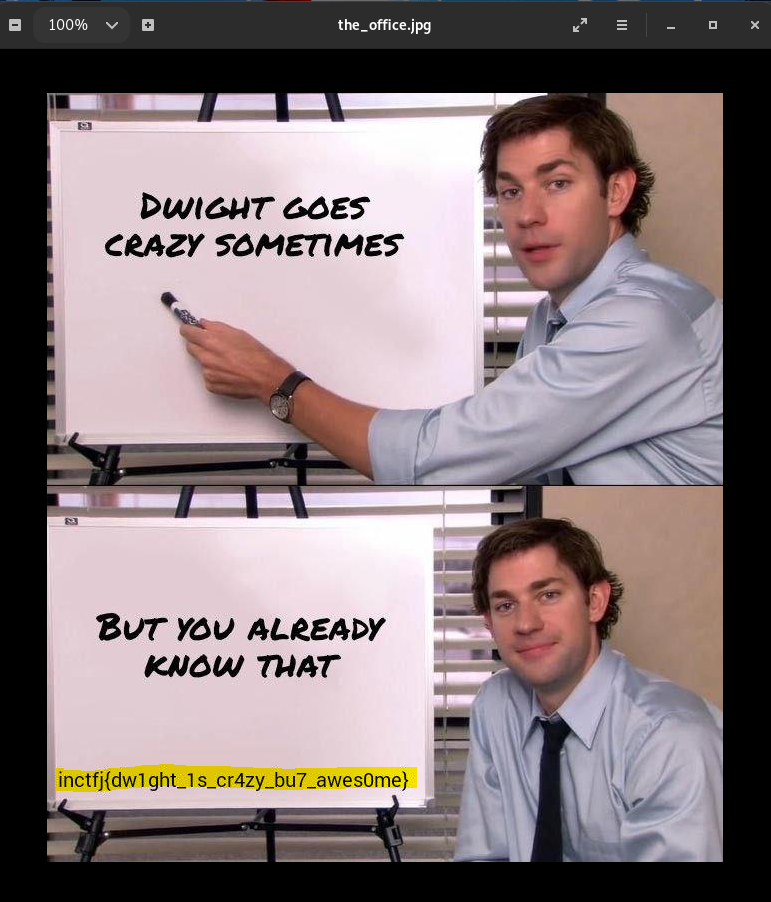 100%
the_office.jpg
DWIGHT GOES
CRAZY SOMETIMES
BUT YOU ALREADY
KNOW THAT
inctfj{dw1ght_1s_cr4zy_bu7_awes0me}